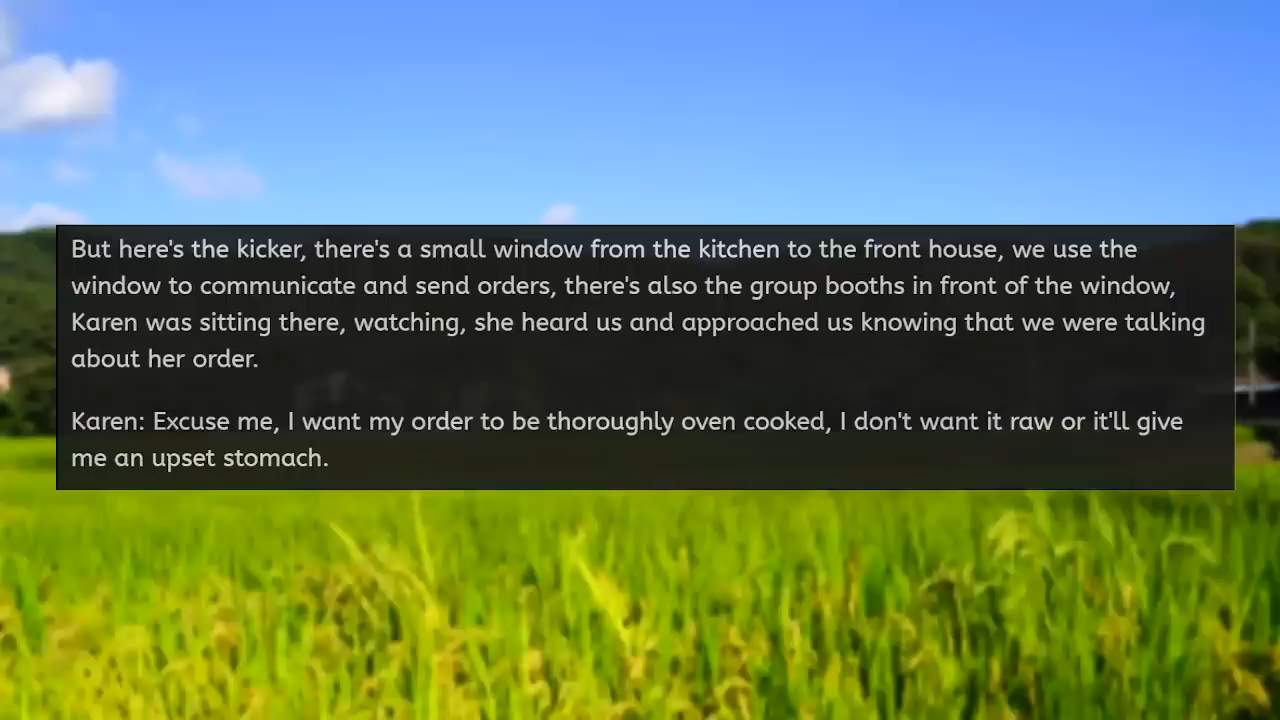 But here's the kicker, there's a small window from the kitchen to the front house, we use the
window to communicate and send orders, there's also the group booths in front of the window,
Karen was sitting there, watching, she heard us and approached us knowing that we were talking
about her order.
Karen: Excuse me, I want my order to be thoroughly oven cooked, I don't want it raw or it'll give
me an upset stomach.